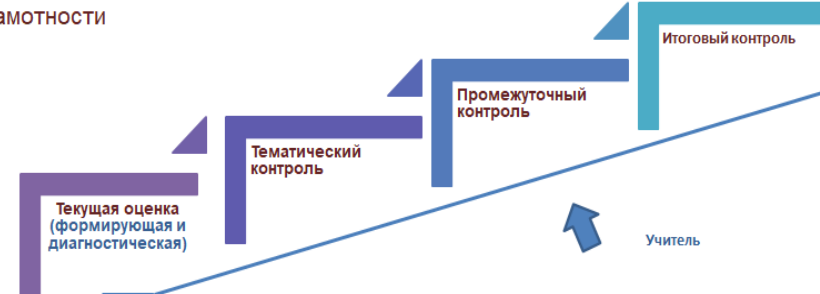 амотности
Итоговый контроль
Промежуточный
контроль
Тематический
контроль
Текущая оценка
(формирующая и
диагностическая)
Учитель